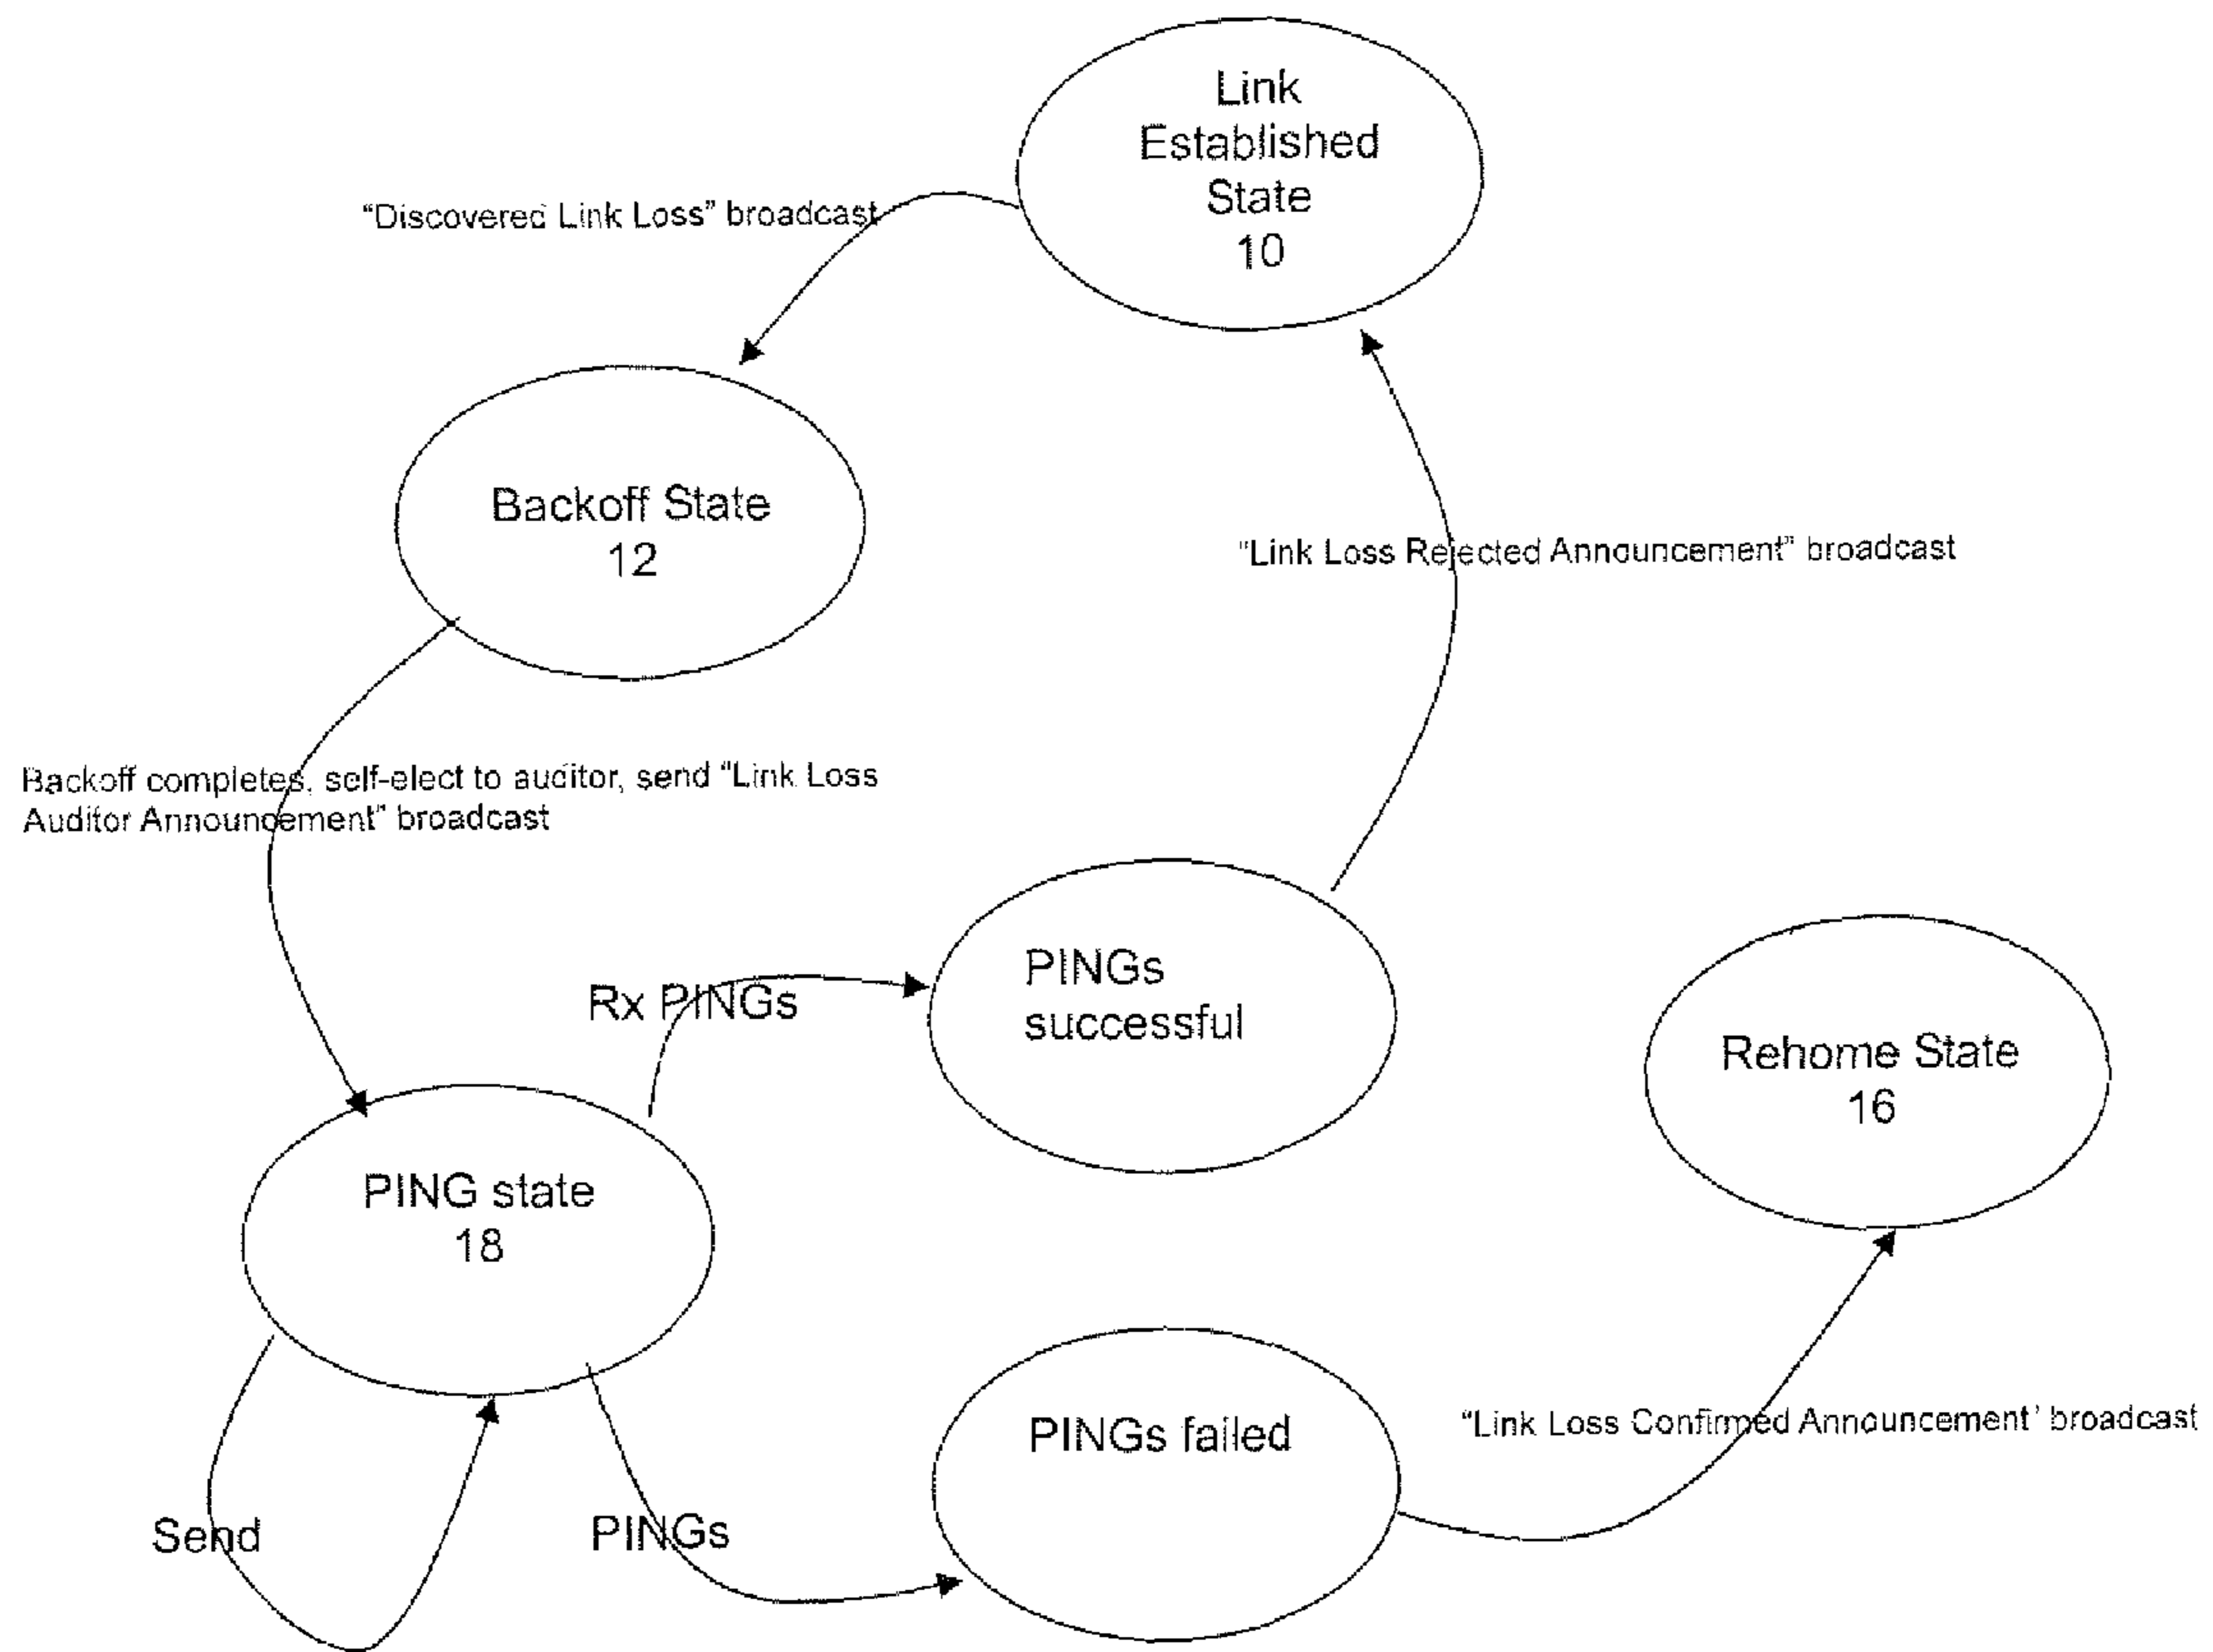 Link
Established
State
10
“Discovered Link Loss” broadcast
Backoff State
12
“Link Loss Rejected Announcement” broadcast
Backoff completes, self-elect to auditor, send “Link Loss
Auditor Announcement” broadcast
PINGs
successful
Rx PINGs
Rehome State
16
PING state
18
PINGs failed
“Link Loss Confirmed Announcement’ broadcast
Send
PINGs